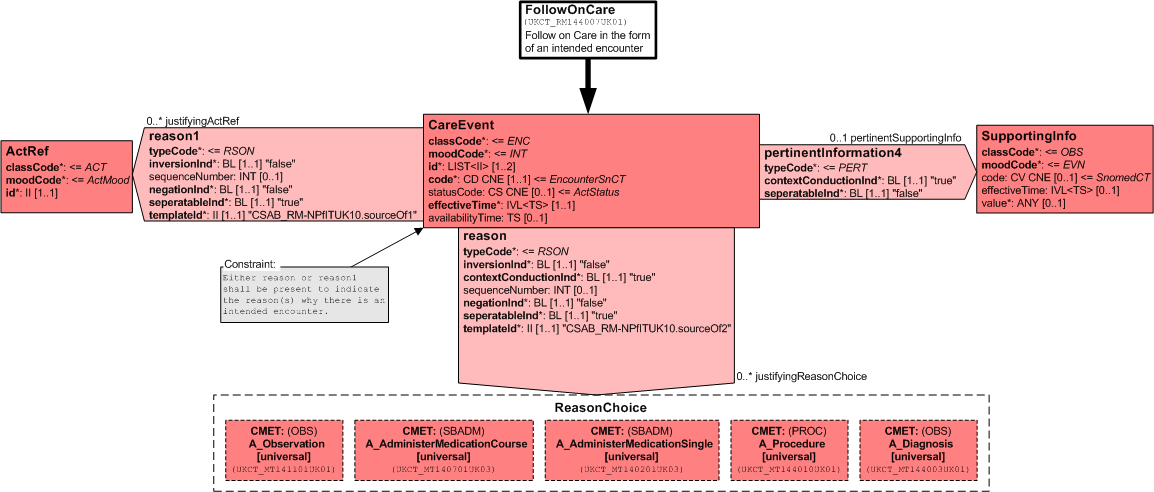 FollowOnCare
(UKCT_RM144007UK01)
Follow on Care in the form
of an intended encounter
0..* justifyingActRef
ActRef
classCode*: <= ACT
moodCode*: <= ActMood
id*: II [1..1]
reason1
typeCode*: <= RSON
inversionInd*: BL [1..1] "false"
sequenceNumber: INT [0..1]
negationInd*: BL [1..1] "false"
seperatableInd*: BL [1..1] "true"
templateId*: II [1..1] "CSAB_RM-NPfITUK10.sourceOf1"
CareEvent
classCode*: <= ENC
moodCode*: <= INT
id*: LIST<II> [1..2]
code*: CD CNE [1..1] <= EncounterSnCT
statusCode: CS CNE [0..1] <= ActStatus
effectiveTime*: IVL<TS> [1..1]
availabilityTime: TS [0..1]
0..1 pertinentSupportingInfo
pertinentInformation4
typeCode*: <= PERT
contextConductionInd*: BL [1..1] "true"
seperatableInd*: BL [1..1] "false"
SupportingInfo
classCode*: <= OBS
moodCode*: <= EVN
code: CV CNE [0..1] <= SnomedCT
effectiveTime: IVL<TS> [0..1]
value*: ANY [0..1]
Constraint:
Either reason or reason1
shall be present to indicate
the reason(s) why there is an
intended encounter.
reason
typeCode*: <= RSON
inversionInd*: BL [1..1] "false"
contextConductionInd*: BL [1..1] "true"
sequenceNumber: INT [0..1]
negationInd*: BL [1..1] "false"
seperatableInd*: BL [1..1] "true"
templateId*: II [1..1] "CSAB_RM-NPfITUK10.sourceOf2"
0..* justifyingReasonChoice
ReasonChoice
CMET: (OBS)
A_Observation
[universal]
(UKCT_MT141101UK01)
CMET: (SBADM)
A_AdministerMedicationCourse
[universal]
(UKCT_MT140701UK03)
CMET: (SBADM)
A_AdministerMedicationSingle
[universal]
(UKCT_MT140201UK03)
CMET: (PROC)
A_Procedure
[universal]
(UKCT_MT144010UK01)
CMET: (OBS)
A_Diagnosis
[universal]
(UKCT_MT144003UK01)